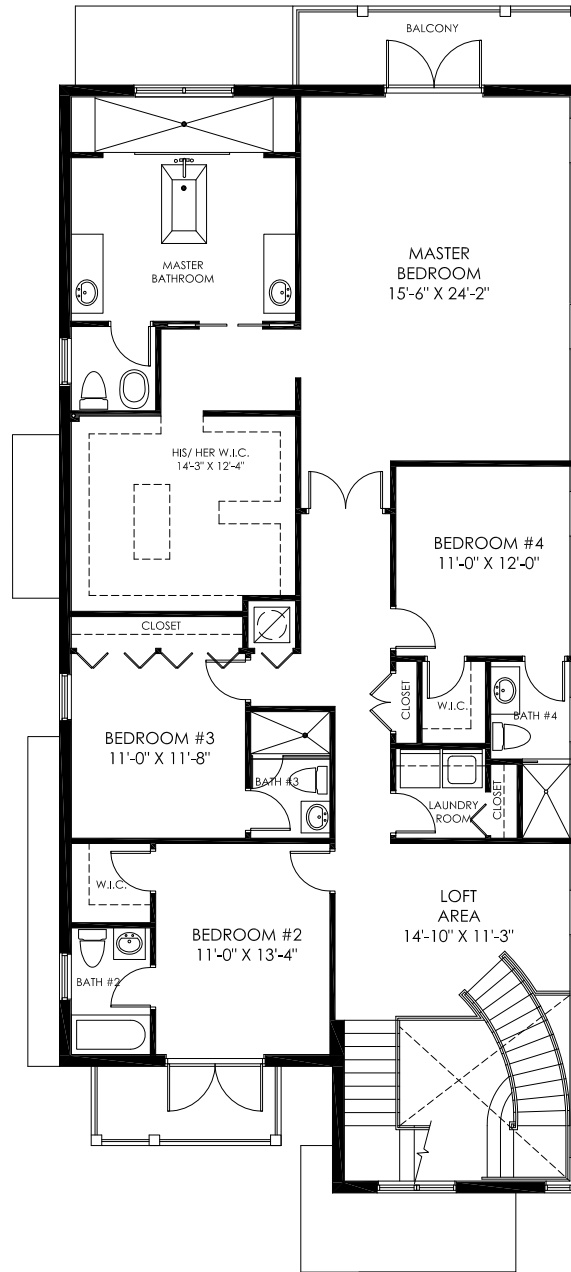 BALCONY
MASTER
BATHROOM
MASTER
BEDROOM
15'-6" X 24'-2"
HIS/ HER W.I.C.
14'-3" X 12'-4"
BEDROOM #4
11'-0" X 12'-0"
CLOSET
CLOSET
W.I.C.
BATH #4
BEDROOM #3
11'-0" X 11'-8"
BATH #3
LAUNDRY
ROOM
CLOSET
W.I.C.
BEDROOM #2
11'-0" X 13'-4"
LOFT
AREA
14'-10" X 11'-3"
BATH #2